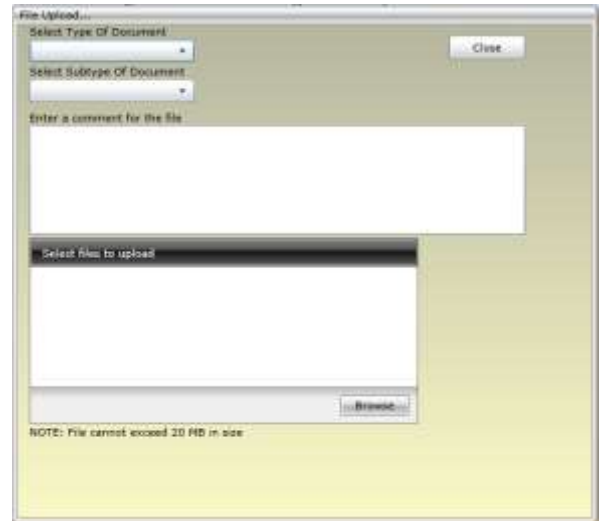 File Upload...
Select Type Of Document
Close
Select Subtype Of Document
Enter a comment for the file
Select files to upload
Browse
NOTE: File cannot exceed 20 MB in size